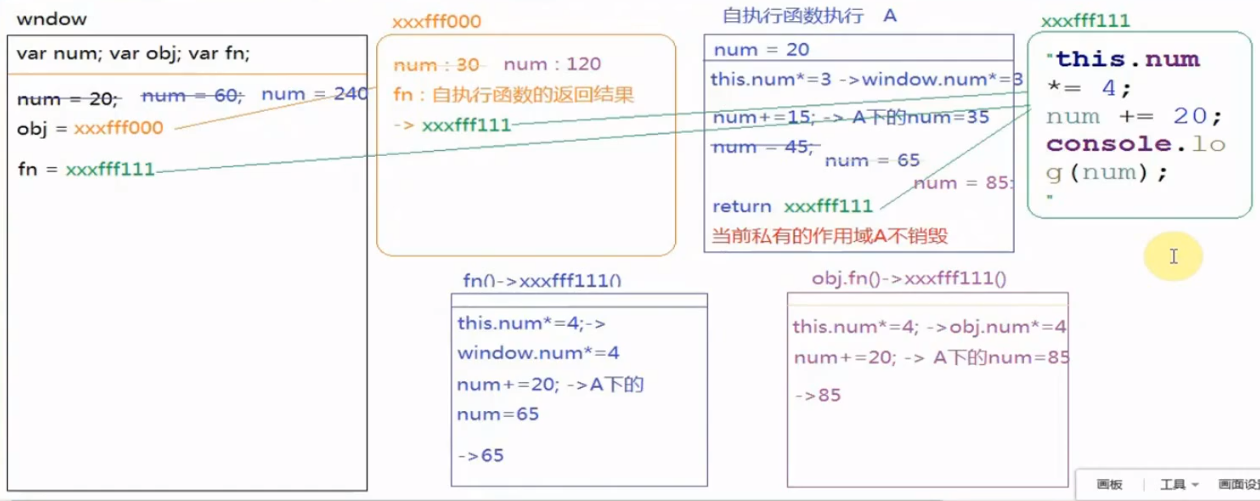 wndow
var num; var obj; var fn;
num = 20; num = 60; num = 240
obj = xxxfff000
fn = xxxfff111
xxxfff000
num : 30 num : 120
fn : 自执行函数的返回结果
-> xxxfff111
自执行函数执行 A
num = 20
this.num*=3 ->window.num*=3
num+=15; -> A下的num=35
num = 45;
num = 65
num = 85;
return xxxfff111
当前私有的作用域A不销毁
xxxfff111
"this.num
*= 4;
num += 20;
console.lo
g(num);
"
fn()->xxxfff111()
this.num*=4;->
window.num*=4
num+=20; ->A下的
num=65
->65
obj.fn()->xxxfff111()
this.num*=4; ->obj.num*=4
num+=20; -> A下的num=85
->85
画板 工具 画面设